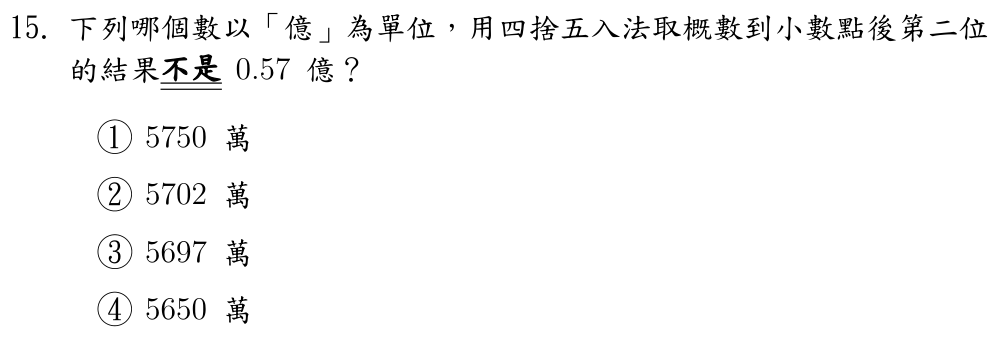 15. 下列哪個數以「億」為單位，用四捨五入法取概數到小數點後第二位
的結果不是 0.57 億？
① 5750 萬
② 5702 萬
③ 5697 萬
④ 5650 萬